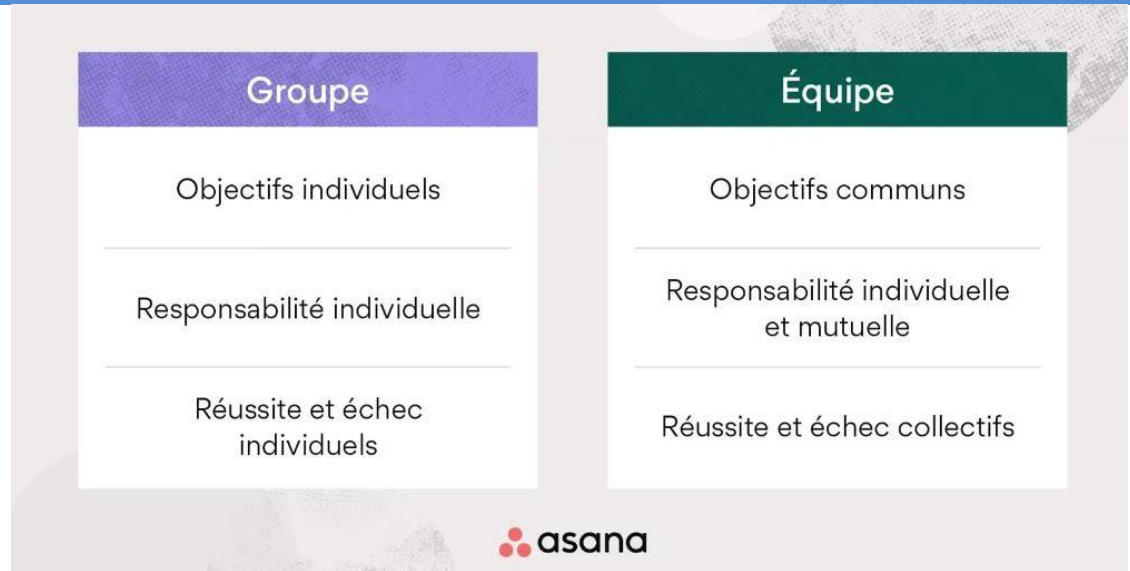 Groupe
Objectifs individuels
Responsabilité individuelle
Réussite et échec
individuels
Équipe
Objectifs communs
Responsabilité individuelle
et mutuelle
Réussite et échec collectifs
asana